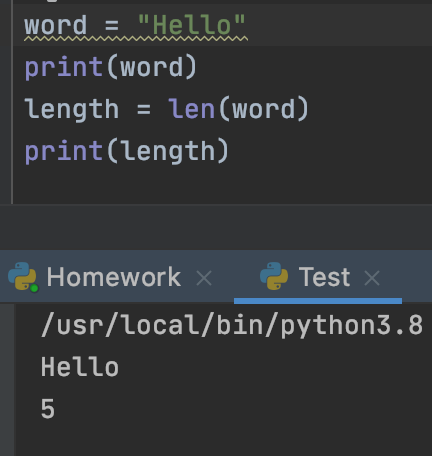 word = "Hello"
print(word)
length = len(word)
print(length)
Homework × Test ×
/usr/local/bin/python3.8
Hello
5